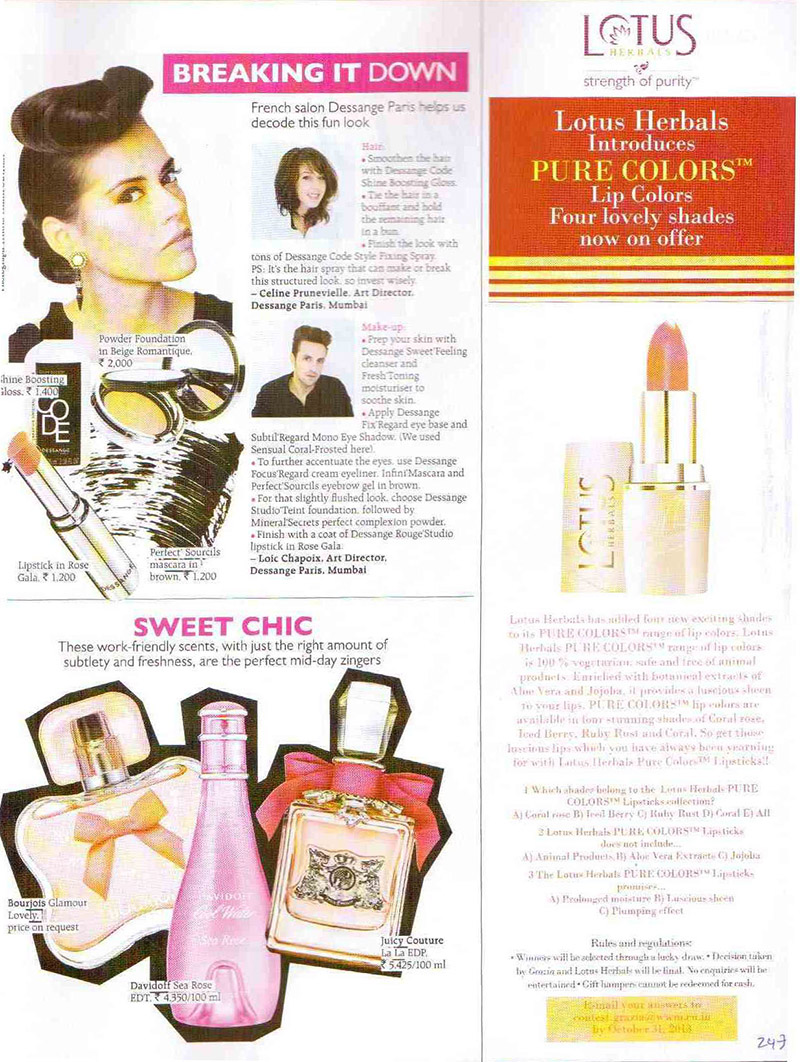 BREAKING IT DOWN
French salon Dessange Paris helps us
decode this fun look
Hair
• Smoothen the hair
with Dessange Code
Shine Boosting Gloss.
• Tie the hair in a
bouffant and hold
the remaining hair
in a bun.
• Finish the look with
tons of Dessange Code Style Fixing Spray.
PS: It's the hair spray that can make or break
this structured look, so invest wisely.
– Celine Prunevielle, Art Director,
Dessange Paris, Mumbai
Make-up
• Prep your skin with
Dessange Sweet'Feeling
cleanser and
Fresh'Toning
moisturiser to
soothe skin.
• Apply Dessange
Fix'Regard eye base and
Subtil'Regard Mono Eye Shadow. (We used
Sensual Coral-Frosted here).
• To further accentuate the eyes, use Dessange
Focus'Regard cream eyeliner, Infini'Mascara and
Perfect'Sourcils eyebrow gel in brown.
• For that slightly flushed look, choose Dessange
Studio'Teint foundation, followed by
Mineral'Secrets perfect complexion powder.
• Finish with a coat of Dessange Rouge'Studio
lipstick in Rose Gala.
– Loic Chapoix, Art Director,
Dessange Paris, Mumbai
Powder Foundation
in Beige Romantique,
₹ 2,000
hine Boosting
loss, ₹ 1,400
CODE
DESSANGE
Lipstick in Rose
Gala, ₹ 1,200
DESSANGE
Perfect' Sourcils
mascara in
brown, ₹ 1,200
SWEET CHIC
These work-friendly scents, with just the right amount of
subtlety and freshness, are the perfect mid-day zingers
Bourjois Glamour
Lovely,
price on request
DAVIDOFF
Cool Water
Sea Rose
Davidoff Sea Rose
EDT, ₹ 4,350/100 ml
Juicy Couture
La La EDP,
₹ 5,425/100 ml
LOTUS
HERBALS
strength of purity™
Lotus Herbals
Introduces
PURE COLORS™
Lip Colors
Four lovely shades
now on offer
LOTUS
HERBALS
Lotus Herbals has added four new exciting shades
to its PURE COLORS™ range of lip colors. Lotus
Herbals PURE COLORS™ range of lip colors
is 100 % vegetarian, safe and free of animal
products. Enriched with botanical extracts of
Aloe Vera and Jojoba, it provides a luscious sheen
to your lips. PURE COLORS™ lip colors are
available in four stunning shades of Coral rose,
Iced Berry, Ruby Rust and Coral. So get those
luscious lips which you have always been yearning
for with Lotus Herbals Pure Colors™ Lipsticks!!
1 Which shades belong to the Lotus Herbals PURE
COLORS™ Lipsticks collection?
A) Coral rose B) Iced Berry C) Ruby Rust D) Coral E) All
2 Lotus Herbals PURE COLORS™ Lipsticks
does not include...
A) Animal Products B) Aloe Vera Extracts C) Jojoba
3 The Lotus Herbals PURE COLORS™ Lipsticks
promises...
A) Prolonged moisture B) Luscious sheen
C) Plumping effect
Rules and regulations:
• Winners will be selected through a lucky draw. • Decision taken
by Grazia and Lotus Herbals will be final. No enquiries will be
entertained • Gift hampers cannot be redeemed for cash.
E-mail your answers to
contest.grazia@wwm.co.in
by October 31, 2013
247